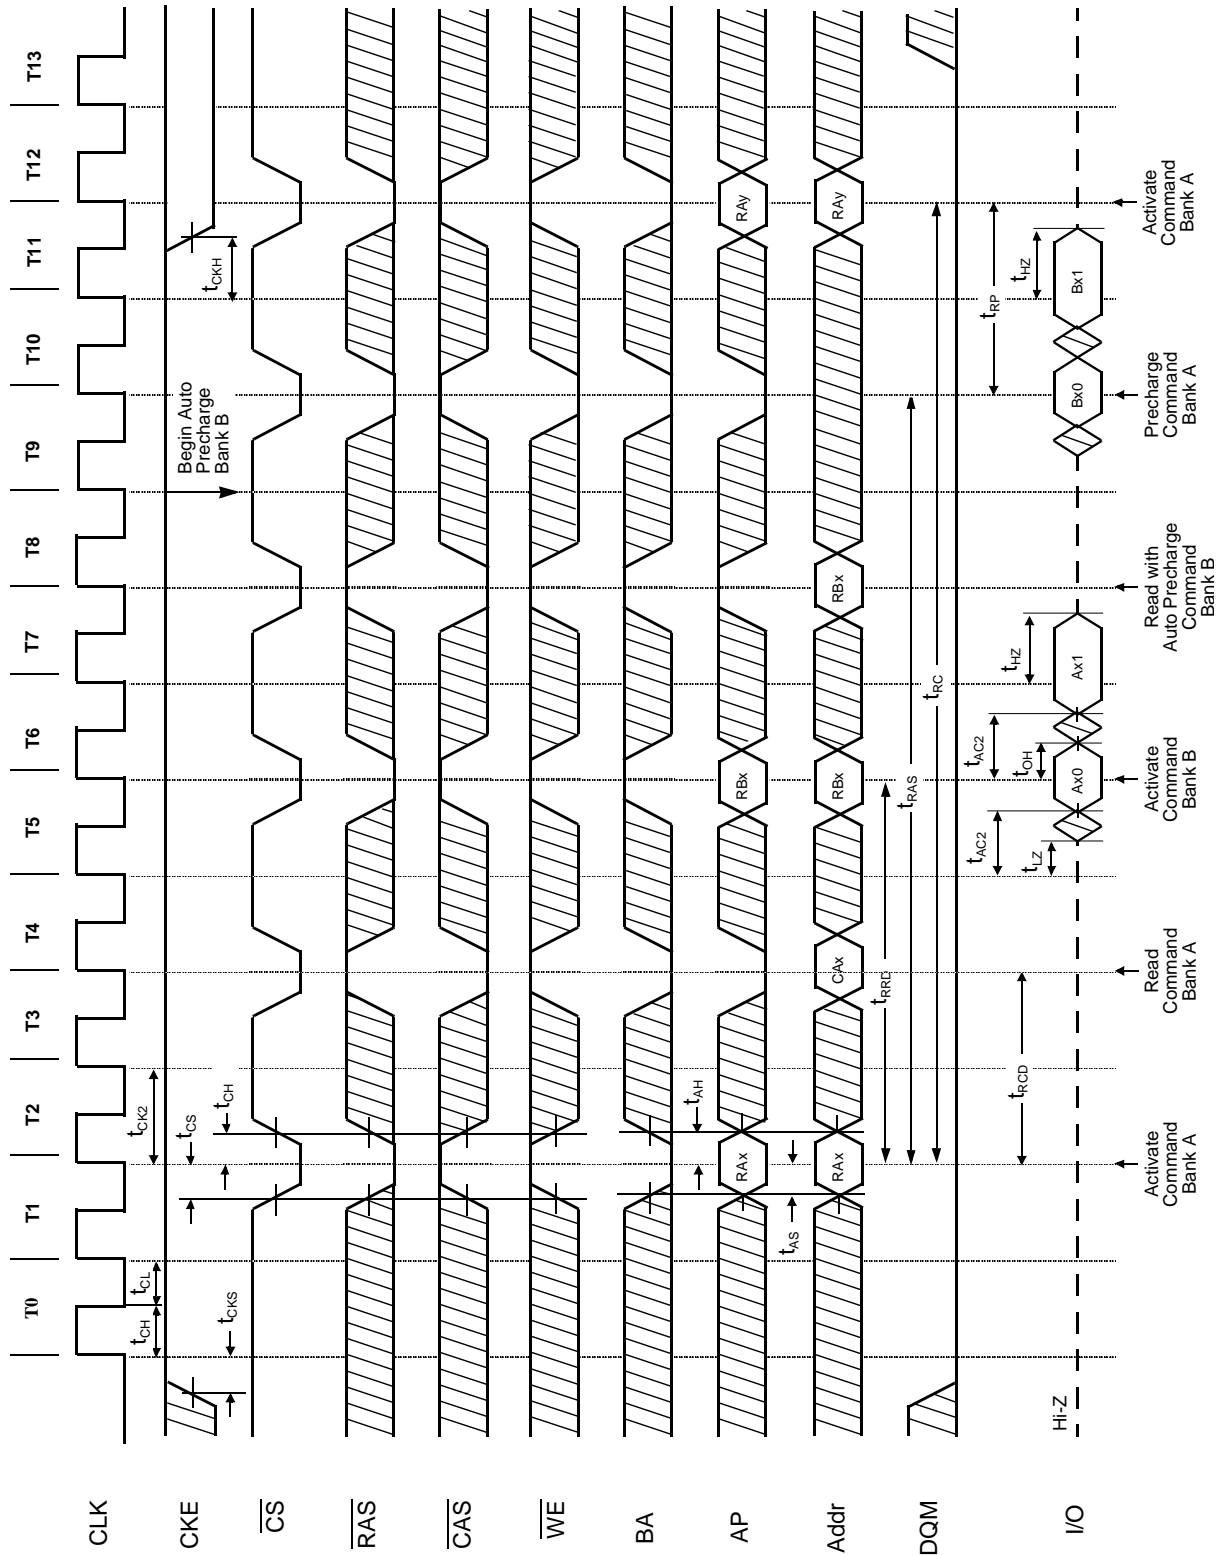 T0 T1 T2 T3 T4 T5 T6 T7 T8 T9 T10 T11 T12 T13
CLK
tCH tCL
tCK2
CKE
tCKS
tCS
tCH
Begin Auto
Precharge
Bank B
tCKH
CS
RAS
CAS
WE
BA
tAH
AP
RAx RBx RAy
tAS
Addr
RAx CAx RBx RBx RAy
tRRD
tRAS
tRC
DQM
tRCD
tAC2 tAC2
tLZ tOH
tHZ
tRP
tHZ
I/O
Hi-Z
Ax0 Ax1 Bx0 Bx1
Activate
Command
Bank A
Read
Command
Bank A
Activate
Command
Bank B
Read with
Auto Precharge
Command
Bank B
Precharge
Command
Bank A
Activate
Command
Bank A